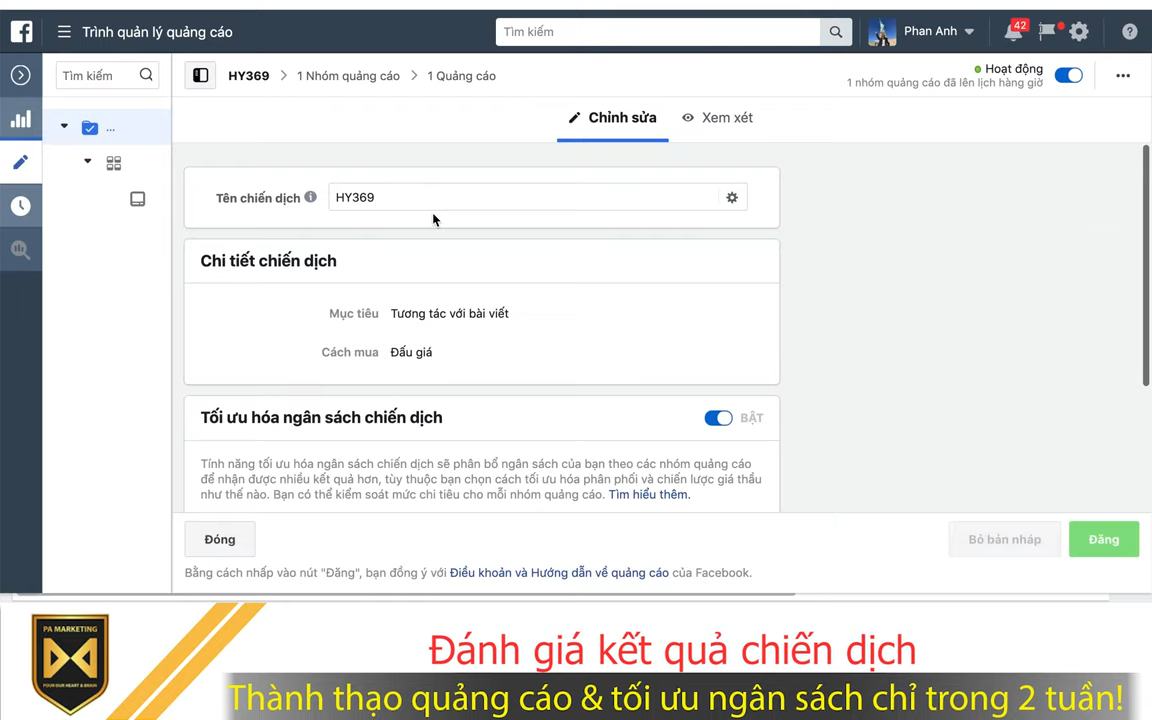 Trình quản lý quảng cáo
Tìm kiếm
Phan Anh
42
Tìm kiếm
HY369
1 Nhóm quảng cáo
1 Quảng cáo
Hoạt động
1 nhóm quảng cáo đã lên lịch hàng giờ
...
Chỉnh sửa
Xem xét
Tên chiến dịch
HY369
Chi tiết chiến dịch
Mục tiêu Tương tác với bài viết
Cách mua Đấu giá
Tối ưu hóa ngân sách chiến dịch
BẬT
Tính năng tối ưu hóa ngân sách chiến dịch sẽ phân bổ ngân sách của bạn theo các nhóm quảng cáo
để nhận được nhiều kết quả hơn, tùy thuộc bạn chọn cách tối ưu hóa phân phối và chiến lược giá thầu
như thế nào. Bạn có thể kiểm soát mức chi tiêu cho mỗi nhóm quảng cáo. Tìm hiểu thêm.
Đóng
Bỏ bản nháp
Đăng
Bằng cách nhấp vào nút "Đăng", bạn đồng ý với Điều khoản và Hướng dẫn về quảng cáo của Facebook.
PA MARKETING
POUR OUR HEART & BRAIN
Đánh giá kết quả chiến dịch
Thành thạo quảng cáo & tối ưu ngân sách chỉ trong 2 tuần!